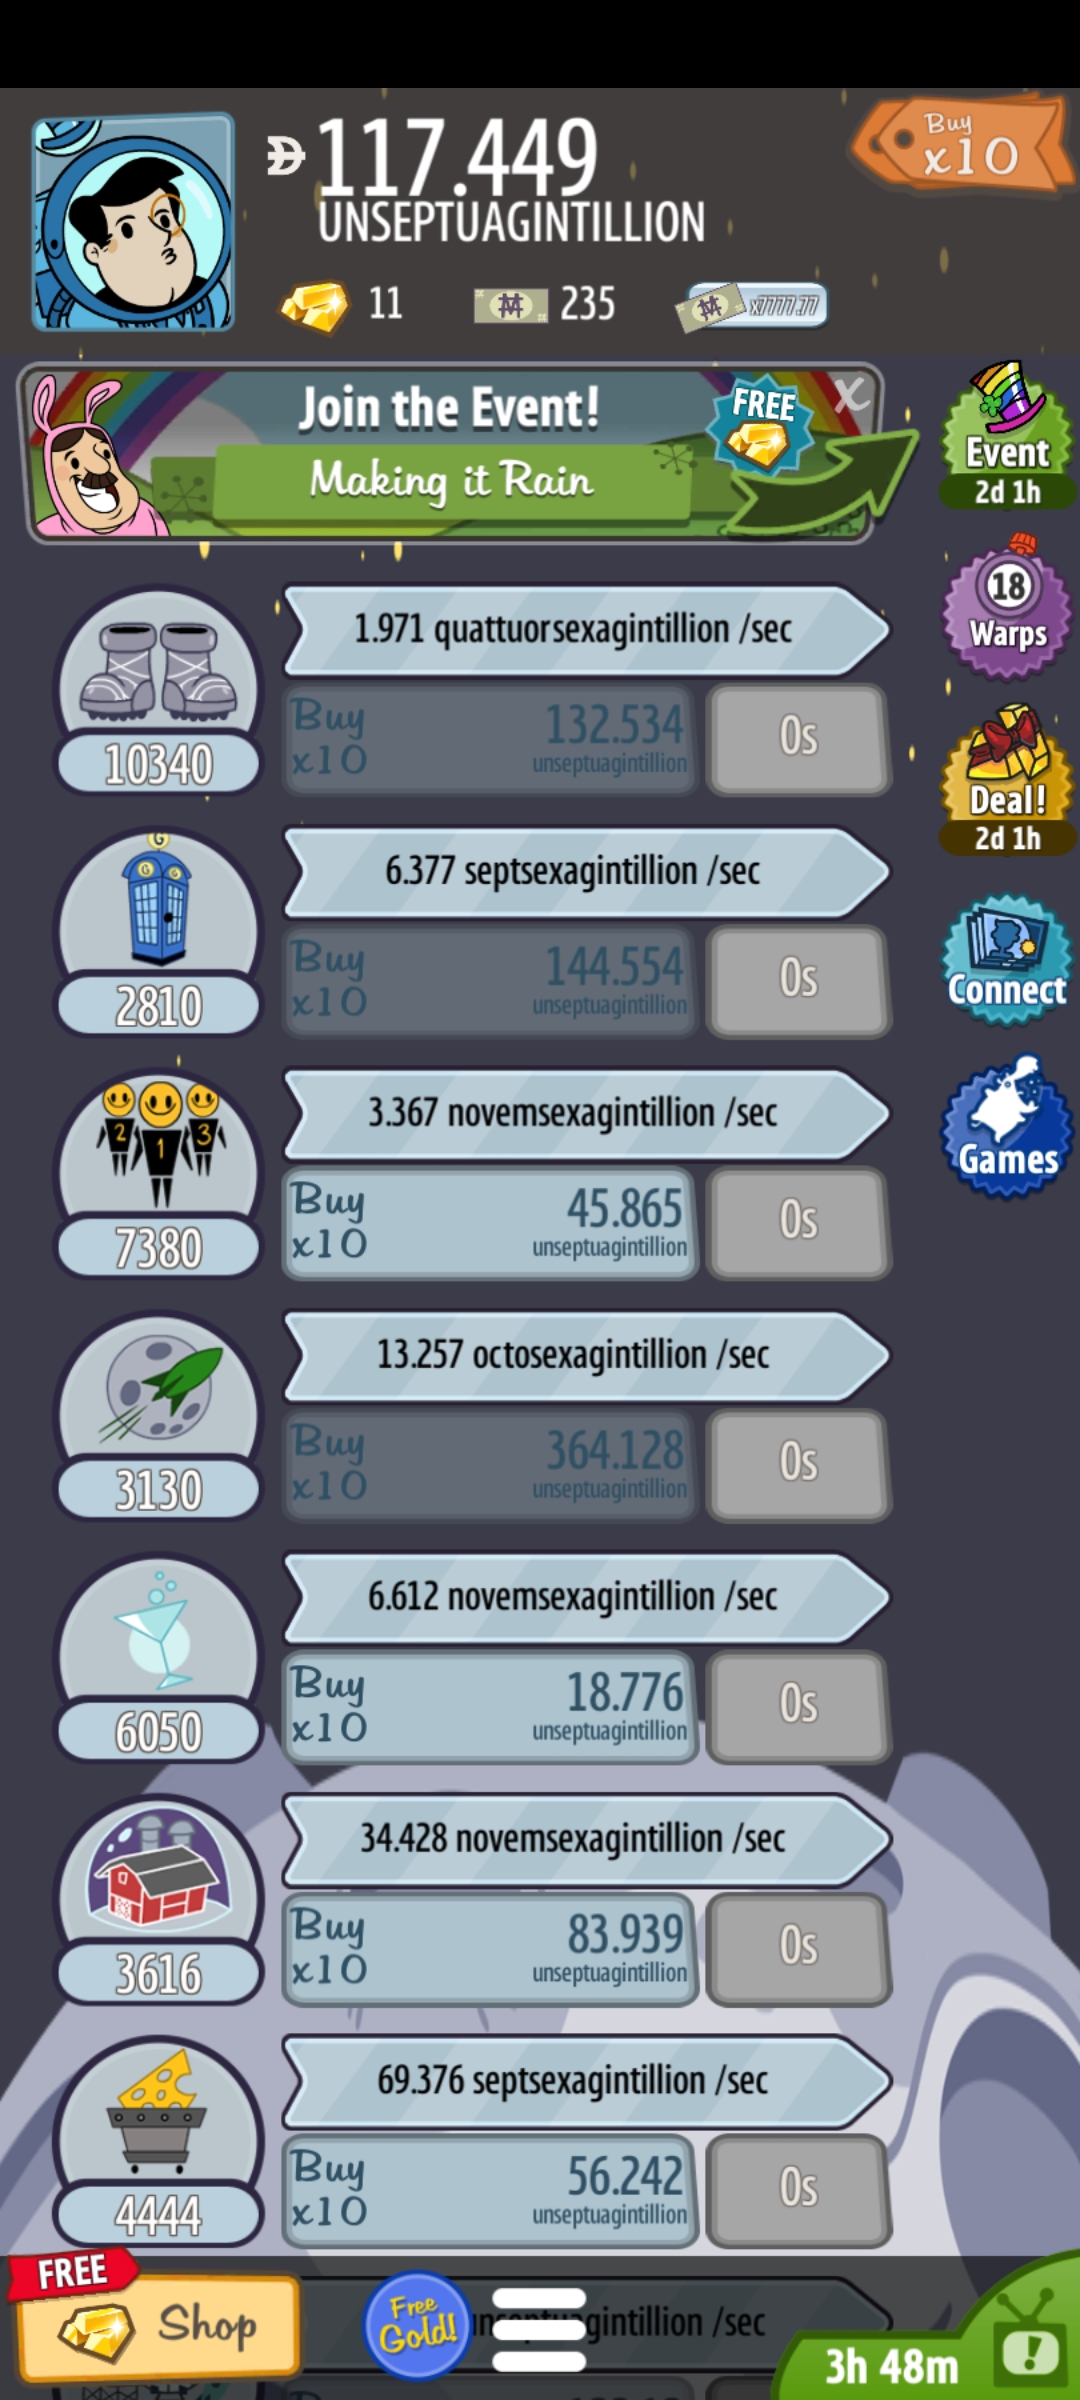 117.449
UNSEPTUAGINTILLION
Buy
x10
11
235
x7777.77
Join the Event!
Making it Rain
FREE
X
Event
2d 1h
1.971 quattuorsexagintillion /sec
Buy
x10
132.534
unseptuagintillion
0s
10340
18
Warps
Deal!
2d 1h
G
G G
6.377 septsexagintillion /sec
Buy
x10
144.554
unseptuagintillion
0s
2810
Connect
2 1 3
3.367 novemsexagintillion /sec
Buy
x10
45.865
unseptuagintillion
0s
7380
Games
13.257 octosexagintillion /sec
Buy
x10
364.128
unseptuagintillion
0s
3130
6.612 novemsexagintillion /sec
Buy
x10
18.776
unseptuagintillion
0s
6050
34.428 novemsexagintillion /sec
Buy
x10
83.939
unseptuagintillion
0s
3616
69.376 septsexagintillion /sec
Buy
x10
56.242
unseptuagintillion
0s
4444
FREE
Shop
Free
Gold!
/sec
3h 48m
!